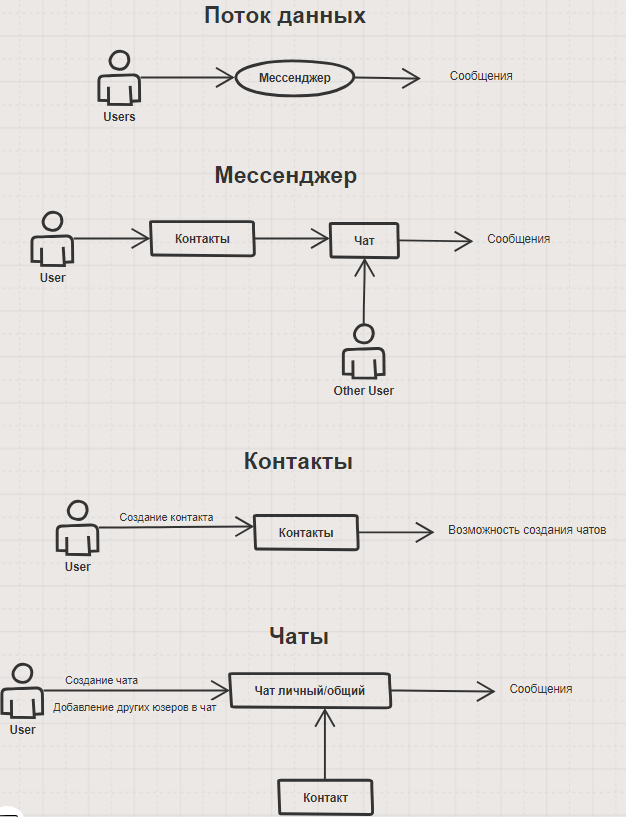 Поток данных
Мессенджер
Сообщения
Users
Мессенджер
Контакты
Чат
Сообщения
User
Other User
Контакты
Создание контакта
Контакты
Возможность создания чатов
User
Чаты
Создание чата
Чат личный/общий
Сообщения
Добавление других юзеров в чат
User
Контакт